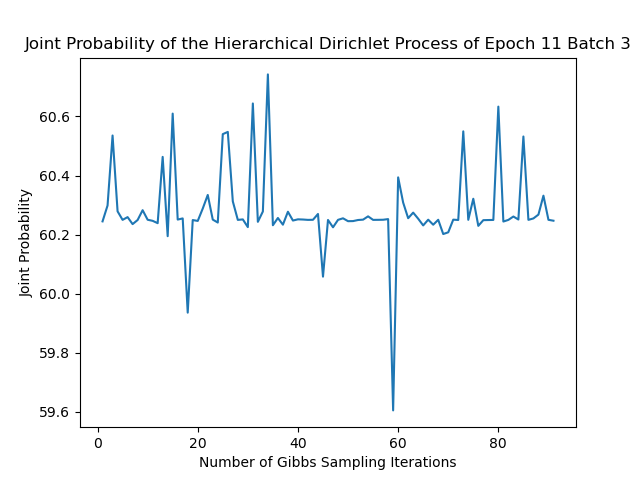 Joint Probability of the Hierarchical Dirichlet Process of Epoch 11 Batch 3
60.6
60.4
60.2
60.0
59.8
59.6
Joint Probability
0 20 40 60 80
Number of Gibbs Sampling Iterations